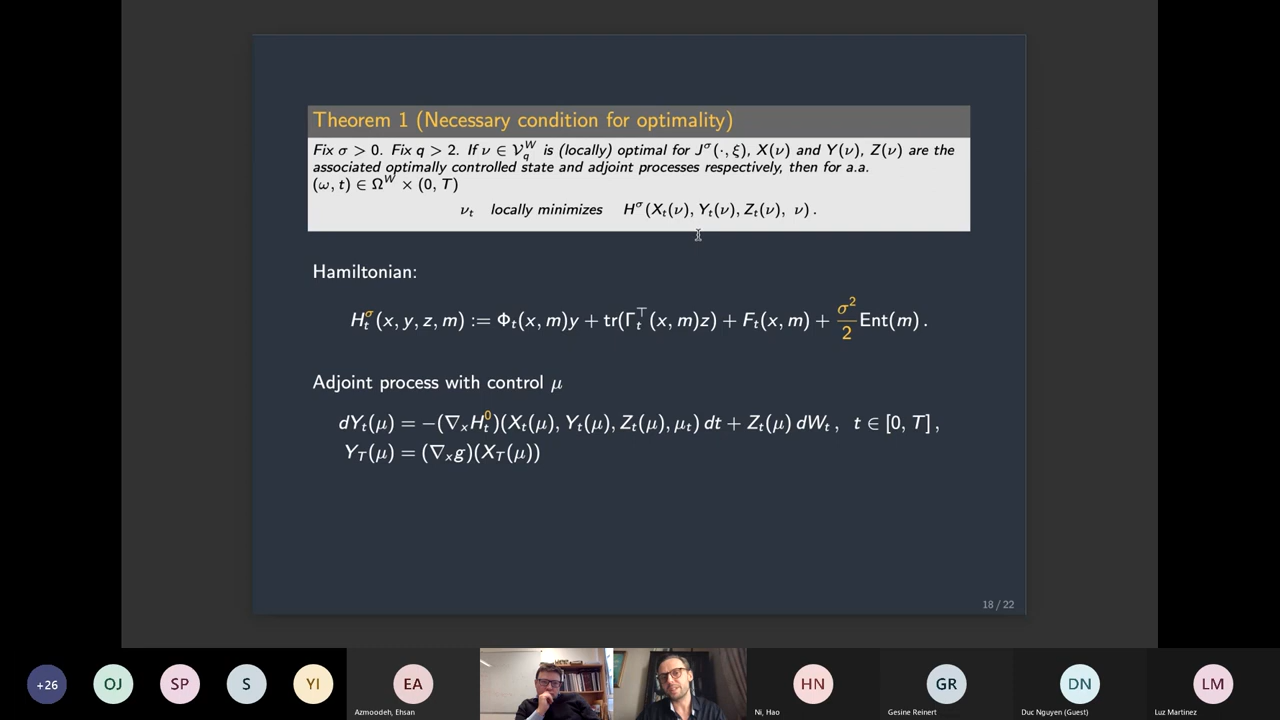 Theorem 1 (Necessary condition for optimality)
Fix σ > 0. Fix q > 2. If ν ∈ 𝒱_q^W is (locally) optimal for J^σ(·, ξ), X(ν) and Y(ν), Z(ν) are the
associated optimally controlled state and adjoint processes respectively, then for a.a.
(ω, t) ∈ Ω^W × (0, T)
ν_t locally minimizes H^σ(X_t(ν), Y_t(ν), Z_t(ν), ν) .
Hamiltonian:
H_t^σ(x, y, z, m) := Φ_t(x, m)y + tr(Γ_t^⊤(x, m)z) + F_t(x, m) + σ²/2 Ent(m) .
Adjoint process with control μ
dY_t(μ) = −(∇_x H_t^0)(X_t(μ), Y_t(μ), Z_t(μ), μ_t) dt + Z_t(μ) dW_t , t ∈ [0, T] ,
Y_T(μ) = (∇_x g)(X_T(μ))
18 / 22
+26 OJ SP S YI EA HN GR DN LM
Azmoodeh, Ehsan Ni, Hao Gesine Reinert Duc Nguyen (Guest) Luz Martinez